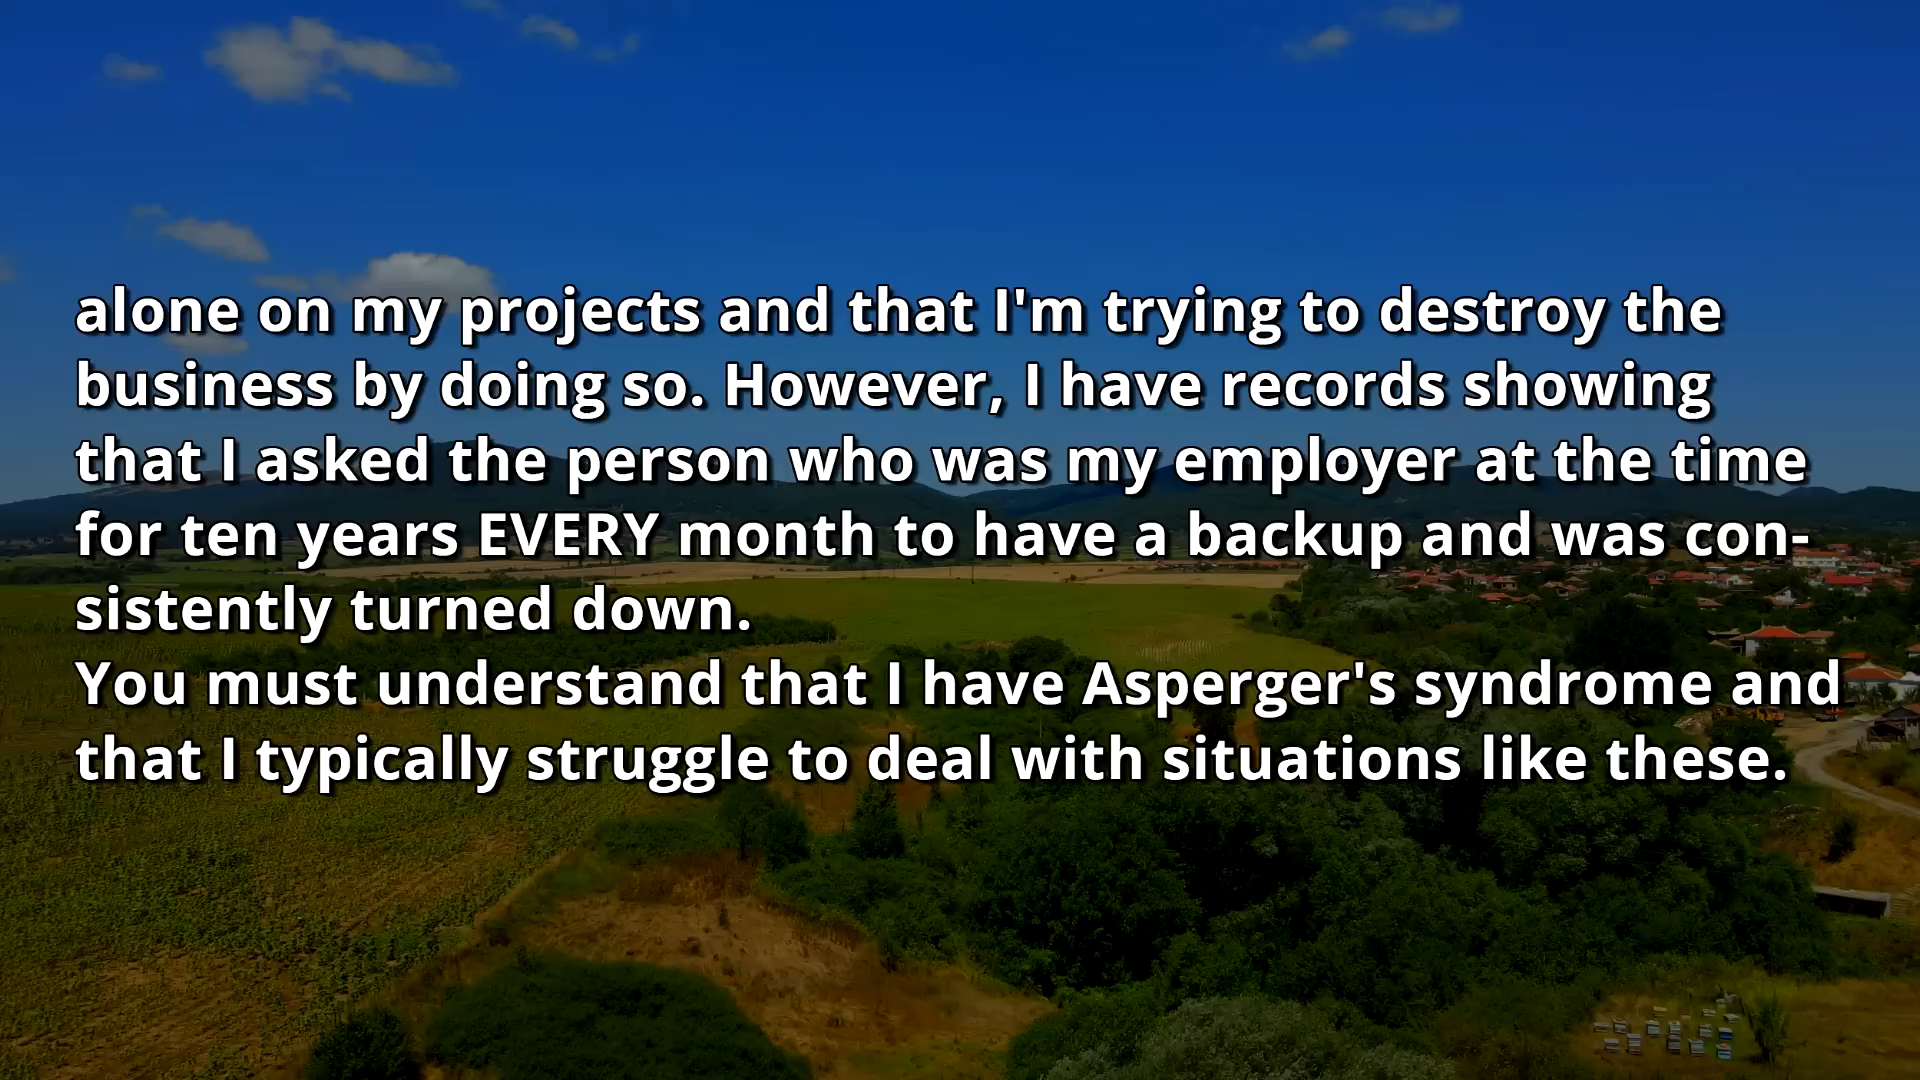 alone on my projects and that I'm trying to destroy the
business by doing so. However, I have records showing
that I asked the person who was my employer at the time
for ten years EVERY month to have a backup and was con-
sistently turned down.
You must understand that I have Asperger's syndrome and
that I typically struggle to deal with situations like these.